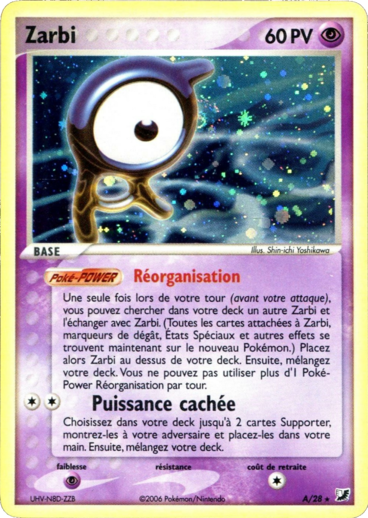 Zarbi 60 PV
BASE Illus. Shin-ichi Yoshikawa
Poké-POWER Réorganisation
Une seule fois lors de votre tour (avant votre attaque),
vous pouvez chercher dans votre deck un autre Zarbi et
l'échanger avec Zarbi. (Toutes les cartes attachées à Zarbi,
marqueurs de dégât, États Spéciaux et autres effets se
trouvent maintenant sur le nouveau Pokémon.) Placez
alors Zarbi au dessus de votre deck. Ensuite, mélangez
votre deck. Vous ne pouvez pas utiliser plus d'1 Poké-
Power Réorganisation par tour.
Puissance cachée
Choisissez dans votre deck jusqu'à 2 cartes Supporter,
montrez-les à votre adversaire et placez-les dans votre
main. Ensuite, mélangez votre deck.
faiblesse résistance coût de retraite
UHV-NBD-ZZB ©2006 Pokémon/Nintendo A/28